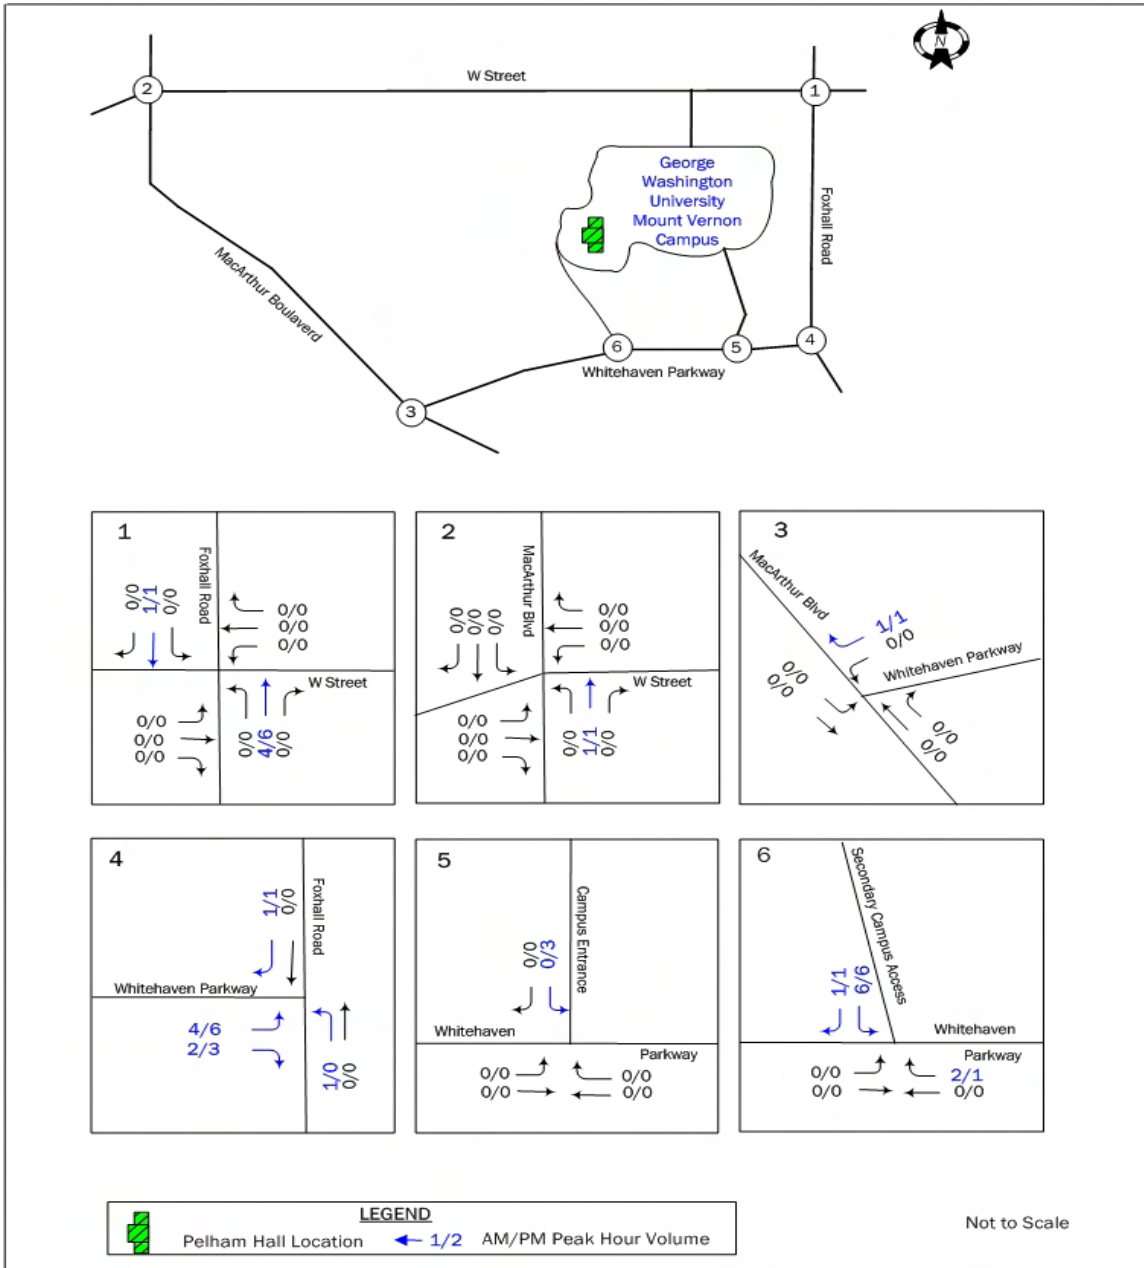 N
W Street
2
1
George
Washington
University
Mount Vernon
Campus
Foxhall Road
MacArthur Boulaverd
6
5
4
Whitehaven Parkway
3
1
Foxhall Road
0/0
1/1
0/0
0/0
0/0
0/0
W Street
0/0
0/0
0/0
0/0
4/6
0/0
2
MacArthur Blvd
0/0
0/0
0/0
0/0
0/0
0/0
W Street
0/0
0/0
0/0
0/0
1/1
0/0
3
MacArthur Blvd
1/1
0/0
Whitehaven Parkway
0/0
0/0
0/0
0/0
4
Foxhall Road
1/1
0/0
Whitehaven Parkway
4/6
2/3
1/0
0/0
5
Campus Entrance
0/0
0/3
Whitehaven
Parkway
0/0
0/0
0/0
0/0
6
Secondary Campus Access
1/1
6/6
Whitehaven
Parkway
0/0
0/0
2/1
0/0
LEGEND
Pelham Hall Location
1/2 AM/PM Peak Hour Volume
Not to Scale